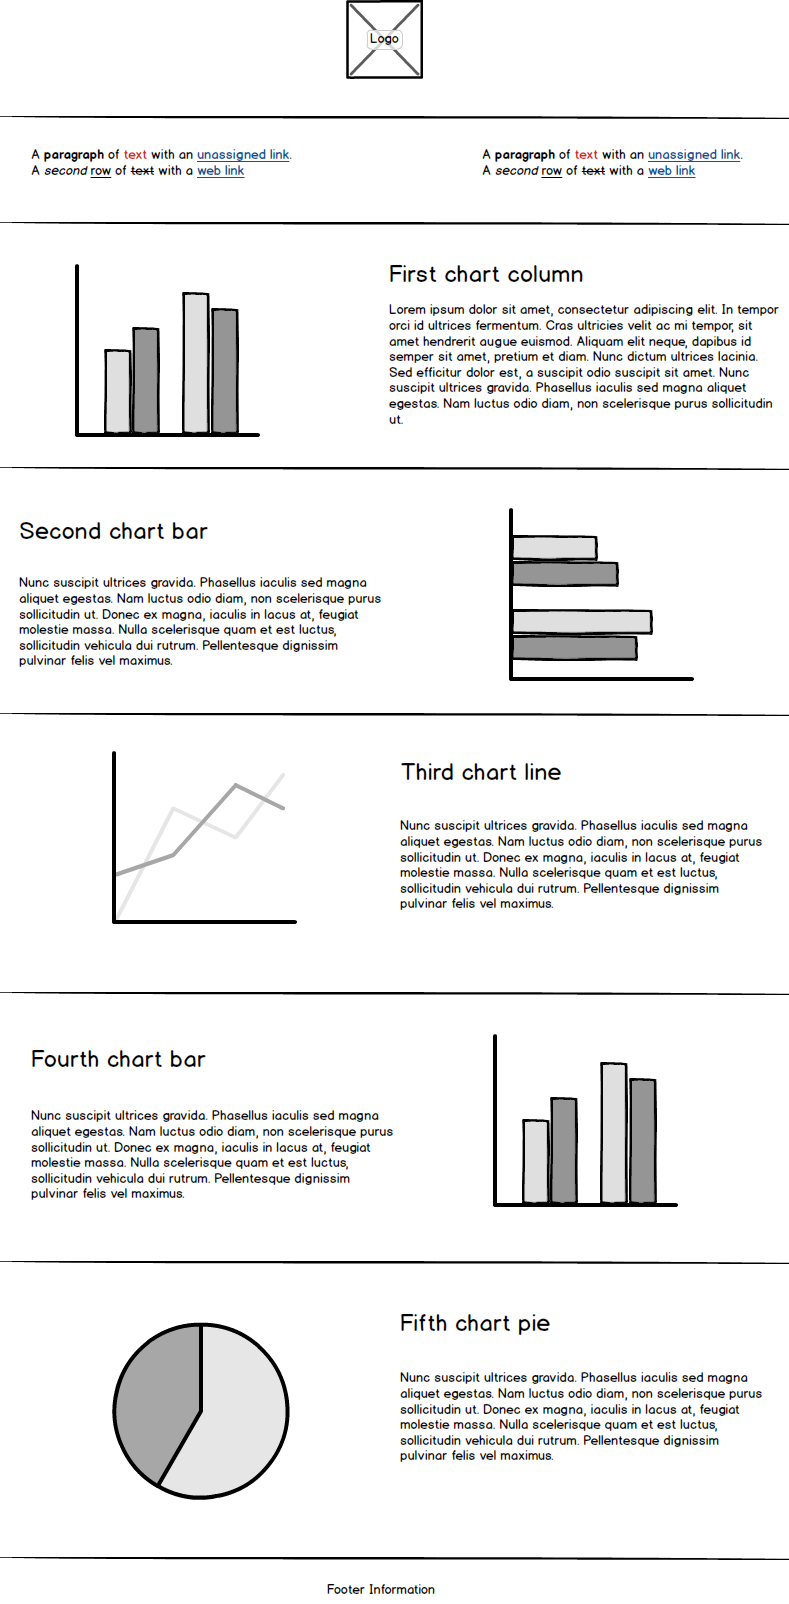 Logo
A paragraph of text with an unassigned link.
A second row of text with a web link
A paragraph of text with an unassigned link.
A second row of text with a web link
First chart column
Lorem ipsum dolor sit amet, consectetur adipiscing elit. In tempor
orci id ultrices fermentum. Cras ultricies velit ac mi tempor, sit
amet hendrerit augue euismod. Aliquam elit neque, dapibus id
semper sit amet, pretium et diam. Nunc dictum ultrices lacinia.
Sed efficitur dolor est, a suscipit odio suscipit sit amet. Nunc
suscipit ultrices gravida. Phasellus iaculis sed magna aliquet
egestas. Nam luctus odio diam, non scelerisque purus sollicitudin
ut.
Second chart bar
Nunc suscipit ultrices gravida. Phasellus iaculis sed magna
aliquet egestas. Nam luctus odio diam, non scelerisque purus
sollicitudin ut. Donec ex magna, iaculis in lacus at, feugiat
molestie massa. Nulla scelerisque quam et est luctus,
sollicitudin vehicula dui rutrum. Pellentesque dignissim
pulvinar felis vel maximus.
Third chart line
Nunc suscipit ultrices gravida. Phasellus iaculis sed magna
aliquet egestas. Nam luctus odio diam, non scelerisque purus
sollicitudin ut. Donec ex magna, iaculis in lacus at, feugiat
molestie massa. Nulla scelerisque quam et est luctus,
sollicitudin vehicula dui rutrum. Pellentesque dignissim
pulvinar felis vel maximus.
Fourth chart bar
Nunc suscipit ultrices gravida. Phasellus iaculis sed magna
aliquet egestas. Nam luctus odio diam, non scelerisque purus
sollicitudin ut. Donec ex magna, iaculis in lacus at, feugiat
molestie massa. Nulla scelerisque quam et est luctus,
sollicitudin vehicula dui rutrum. Pellentesque dignissim
pulvinar felis vel maximus.
Fifth chart pie
Nunc suscipit ultrices gravida. Phasellus iaculis sed magna
aliquet egestas. Nam luctus odio diam, non scelerisque purus
sollicitudin ut. Donec ex magna, iaculis in lacus at, feugiat
molestie massa. Nulla scelerisque quam et est luctus,
sollicitudin vehicula dui rutrum. Pellentesque dignissim
pulvinar felis vel maximus.
Footer Information